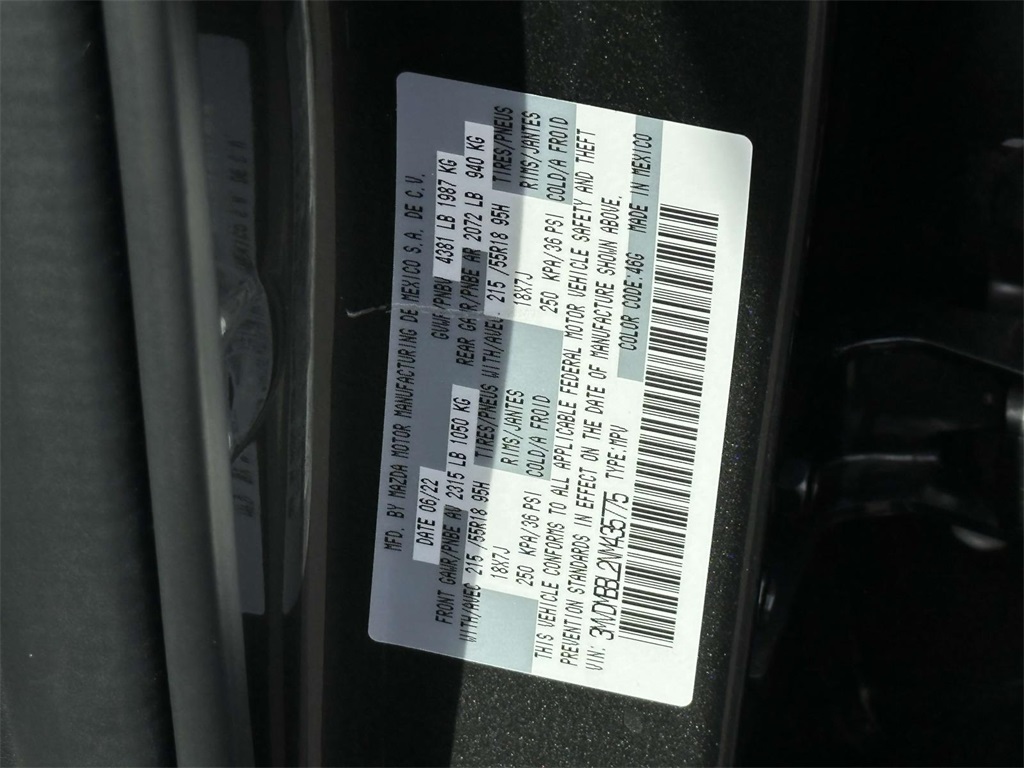 MFD. BY MAZDA MOTOR MANUFACTURING DE MEXICO S.A. DE C.V.
DATE 06/22 GVWR/PNBV 4381 LB 1987 KG
FRONT GAWR/PNBE AV 2315 LB 1050 KG REAR GAWR/PNBE AR 2072 LB 940 KG
WITH/AVEC 215 /55R18 95H TIRES/PNEUS WITH/AVEC 215 /55R18 95H TIRES/PNEUS
18X7J RIMS/JANTES 18X7J RIMS/JANTES
250 KPA/36 PSI COLD/A FROID 250 KPA/36 PSI COLD/A FROID
THIS VEHICLE CONFORMS TO ALL APPLICABLE FEDERAL MOTOR VEHICLE SAFETY AND THEFT
PREVENTION STANDARDS IN EFFECT ON THE DATE OF MANUFACTURE SHOWN ABOVE.
VIN: 3MVDMBBL2NM435775 TYPE:MPV COLOR CODE:46G MADE IN MEXICO